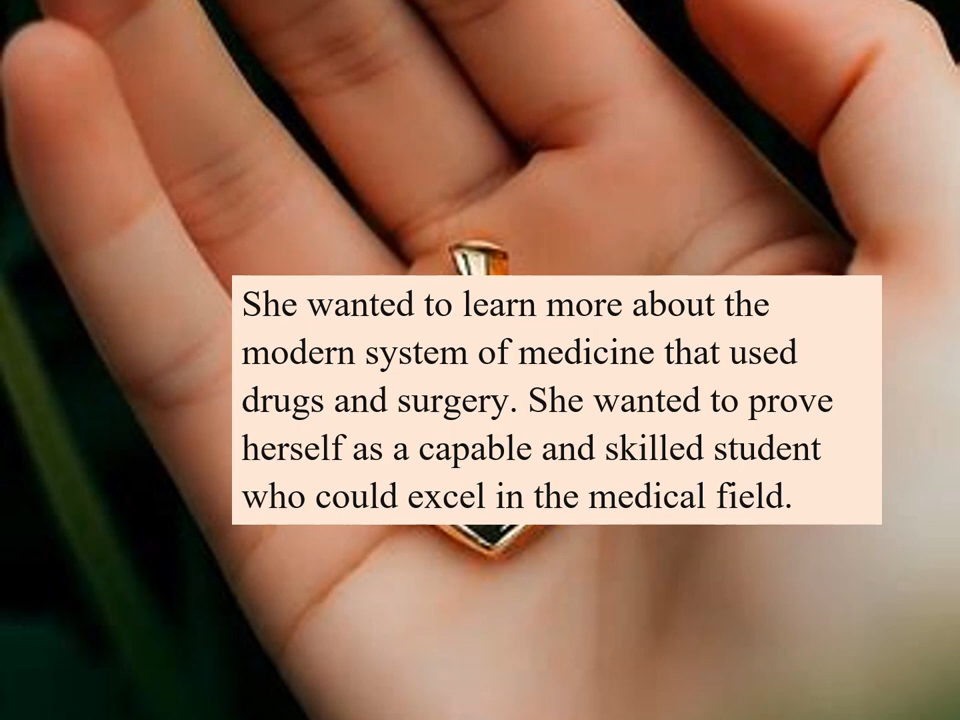 She wanted to learn more about the
modern system of medicine that used
drugs and surgery. She wanted to prove
herself as a capable and skilled student
who could excel in the medical field.